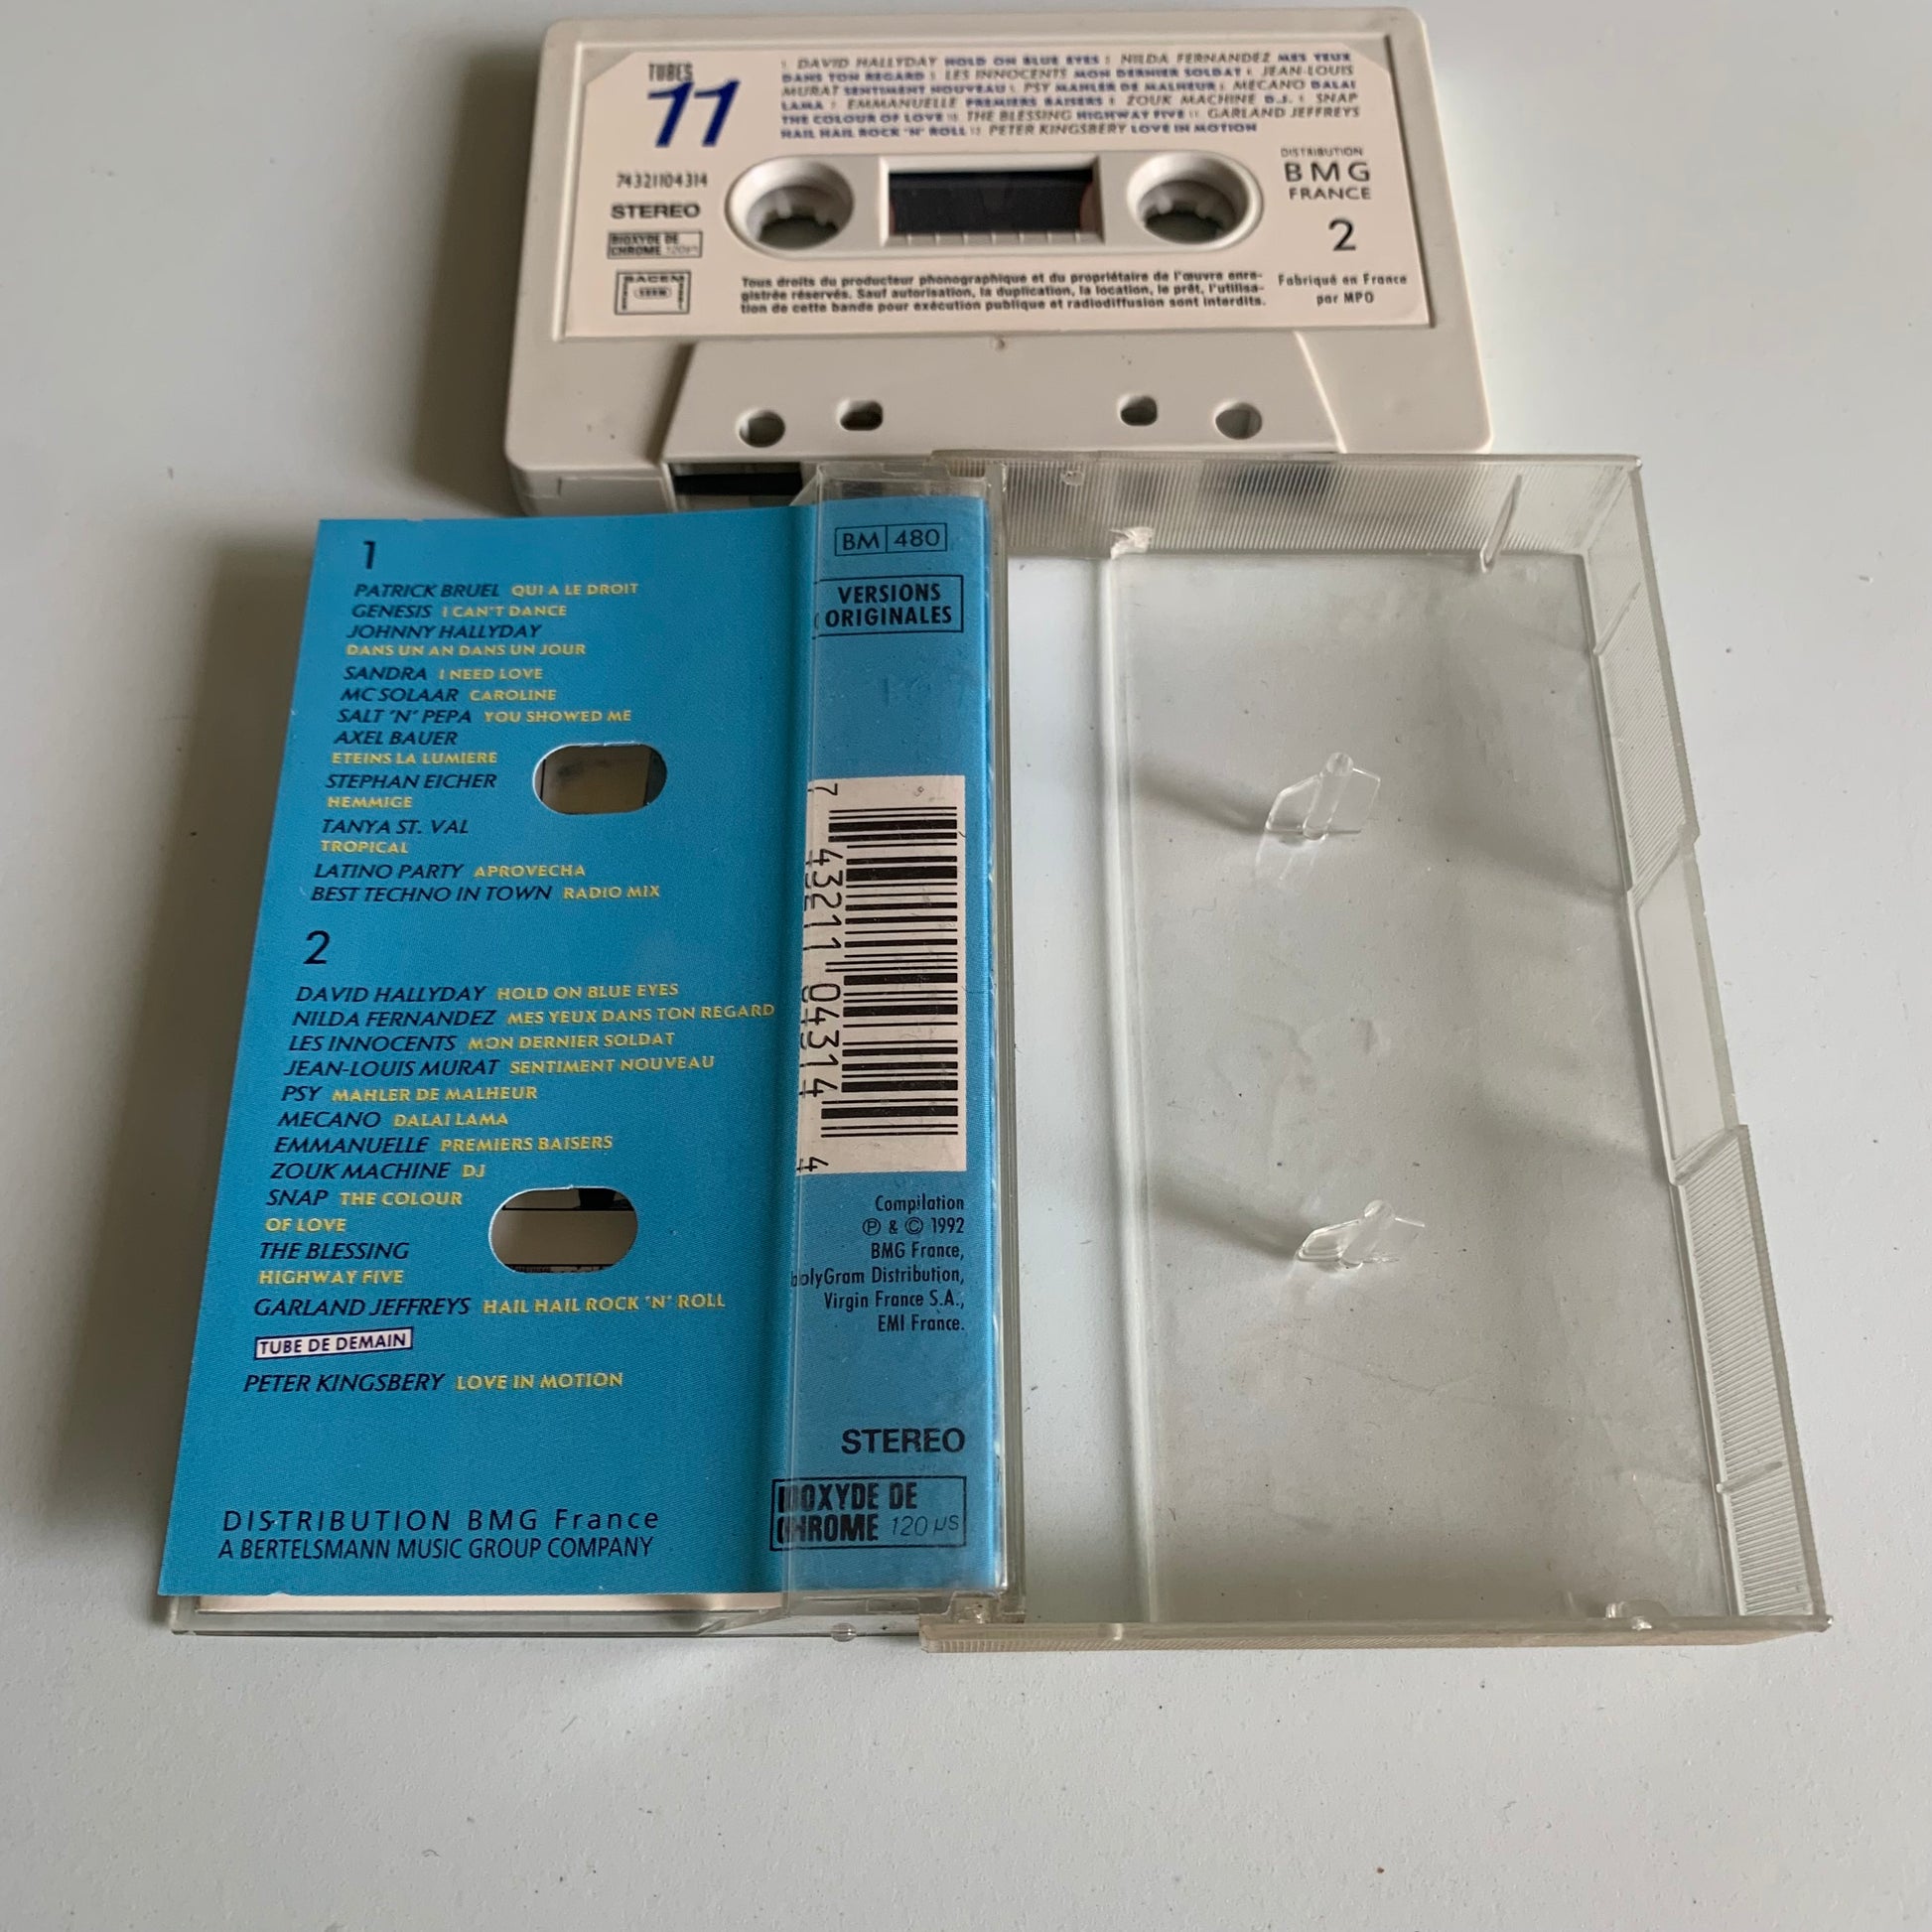 TUBES
11
DAVID HALLYDAY HOLD ON BLUE EYES NILDA FERNANDEZ MES YEUX
DANS TON REGARD LES INNOCENTS MON DERNIER SOLDAT JEAN-LOUIS
MURAT SENTIMENT NOUVEAU PSY MAHLER DE MALHEUR MECANO DALAI
LAMA EMMANUELLE PREMIERS BAISERS ZOUK MACHINE D.J. SNAP
THE COLOUR OF LOVE THE BLESSING HIGHWAY FIVE GARLAND JEFFREYS
HAIL HAIL ROCK 'N' ROLL PETER KINGSBERY LOVE IN MOTION
74321104314
STEREO
BIOXYDE DE
CHROME 120µs
SACEM
DISTRIBUTION
BMG
FRANCE
2
Tous droits du producteur phonographique et du propriétaire de l'œuvre enre-
gistrée réservés. Sauf autorisation, la duplication, la location, le prêt, l'utilisa-
tion de cette bande pour exécution publique et radiodiffusion sont interdits.
Fabriqué en France
par MPO
1
PATRICK BRUEL QUI A LE DROIT
GENESIS I CAN'T DANCE
JOHNNY HALLYDAY
DANS UN AN DANS UN JOUR
SANDRA I NEED LOVE
MC SOLAAR CAROLINE
SALT 'N' PEPA YOU SHOWED ME
AXEL BAUER
ETEINS LA LUMIERE
STEPHAN EICHER
HEMMIGE
TANYA ST. VAL
TROPICAL
LATINO PARTY APROVECHA
BEST TECHNO IN TOWN RADIO MIX
2
DAVID HALLYDAY HOLD ON BLUE EYES
NILDA FERNANDEZ MES YEUX DANS TON REGARD
LES INNOCENTS MON DERNIER SOLDAT
JEAN-LOUIS MURAT SENTIMENT NOUVEAU
PSY MAHLER DE MALHEUR
MECANO DALAI LAMA
EMMANUELLE PREMIERS BAISERS
ZOUK MACHINE DJ
SNAP THE COLOUR
OF LOVE
THE BLESSING
HIGHWAY FIVE
GARLAND JEFFREYS HAIL HAIL ROCK 'N' ROLL
TUBE DE DEMAIN
PETER KINGSBERY LOVE IN MOTION
DISTRIBUTION BMG France
A BERTELSMANN MUSIC GROUP COMPANY
BM 480
VERSIONS
ORIGINALES
7 43211 04314 4
Compilation
℗ & © 1992
BMG France,
PolyGram Distribution,
Virgin France S.A.,
EMI France.
STEREO
BIOXYDE DE
CHROME 120 µs